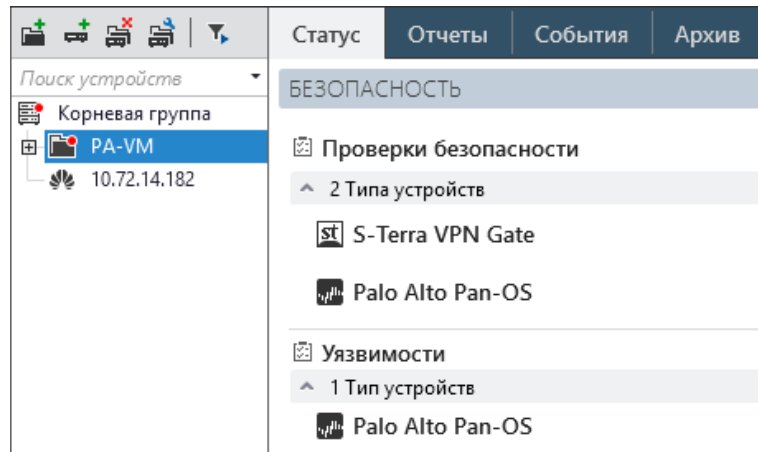 Статус
Отчеты
События
Архив
Поиск устройств
Корневая группа
PA-VM
10.72.14.182
БЕЗОПАСНОСТЬ
Проверки безопасности
2 Типа устройств
st S-Terra VPN Gate
Palo Alto Pan-OS
Уязвимости
1 Тип устройств
Palo Alto Pan-OS